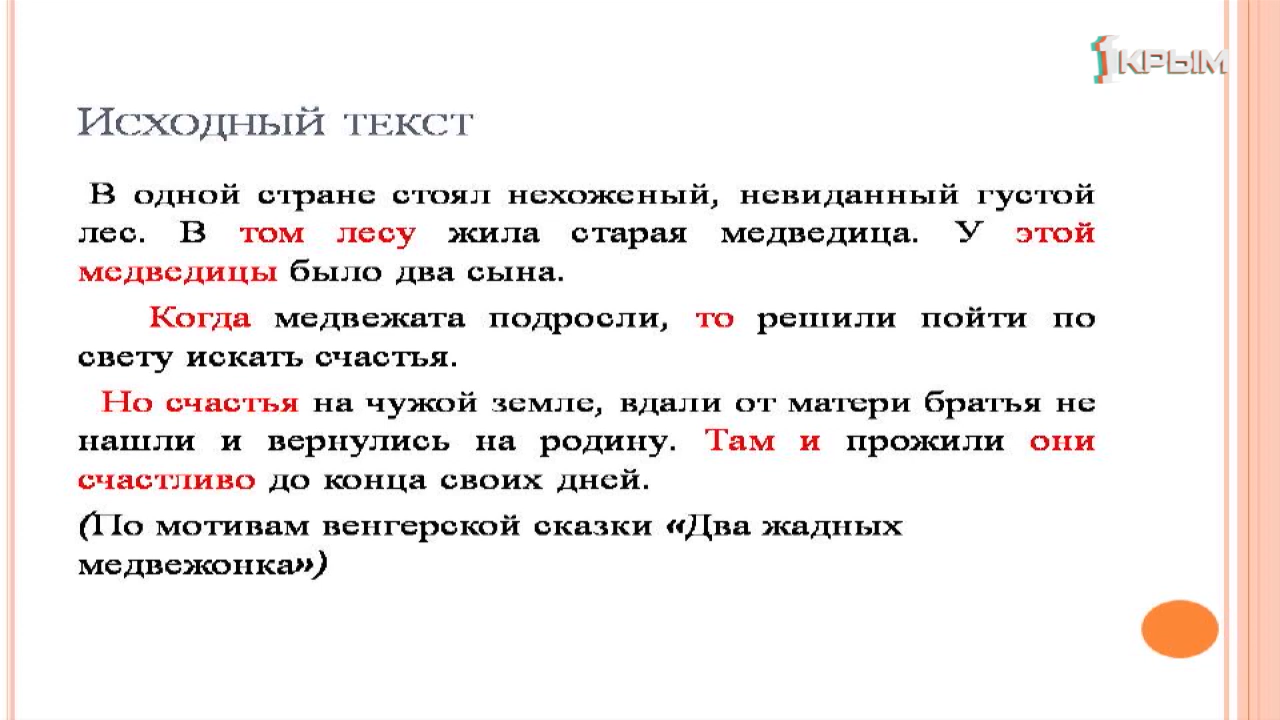 1 КРЫМ
Исходный текст
В одной стране стоял нехоженый, невиданный густой
лес. В том лесу жила старая медведица. У этой
медведицы было два сына.
Когда медвежата подросли, то решили пойти по
свету искать счастья.
Но счастья на чужой земле, вдали от матери братья не
нашли и вернулись на родину. Там и прожили они
счастливо до конца своих дней.
(По мотивам венгерской сказки «Два жадных
медвежонка»)